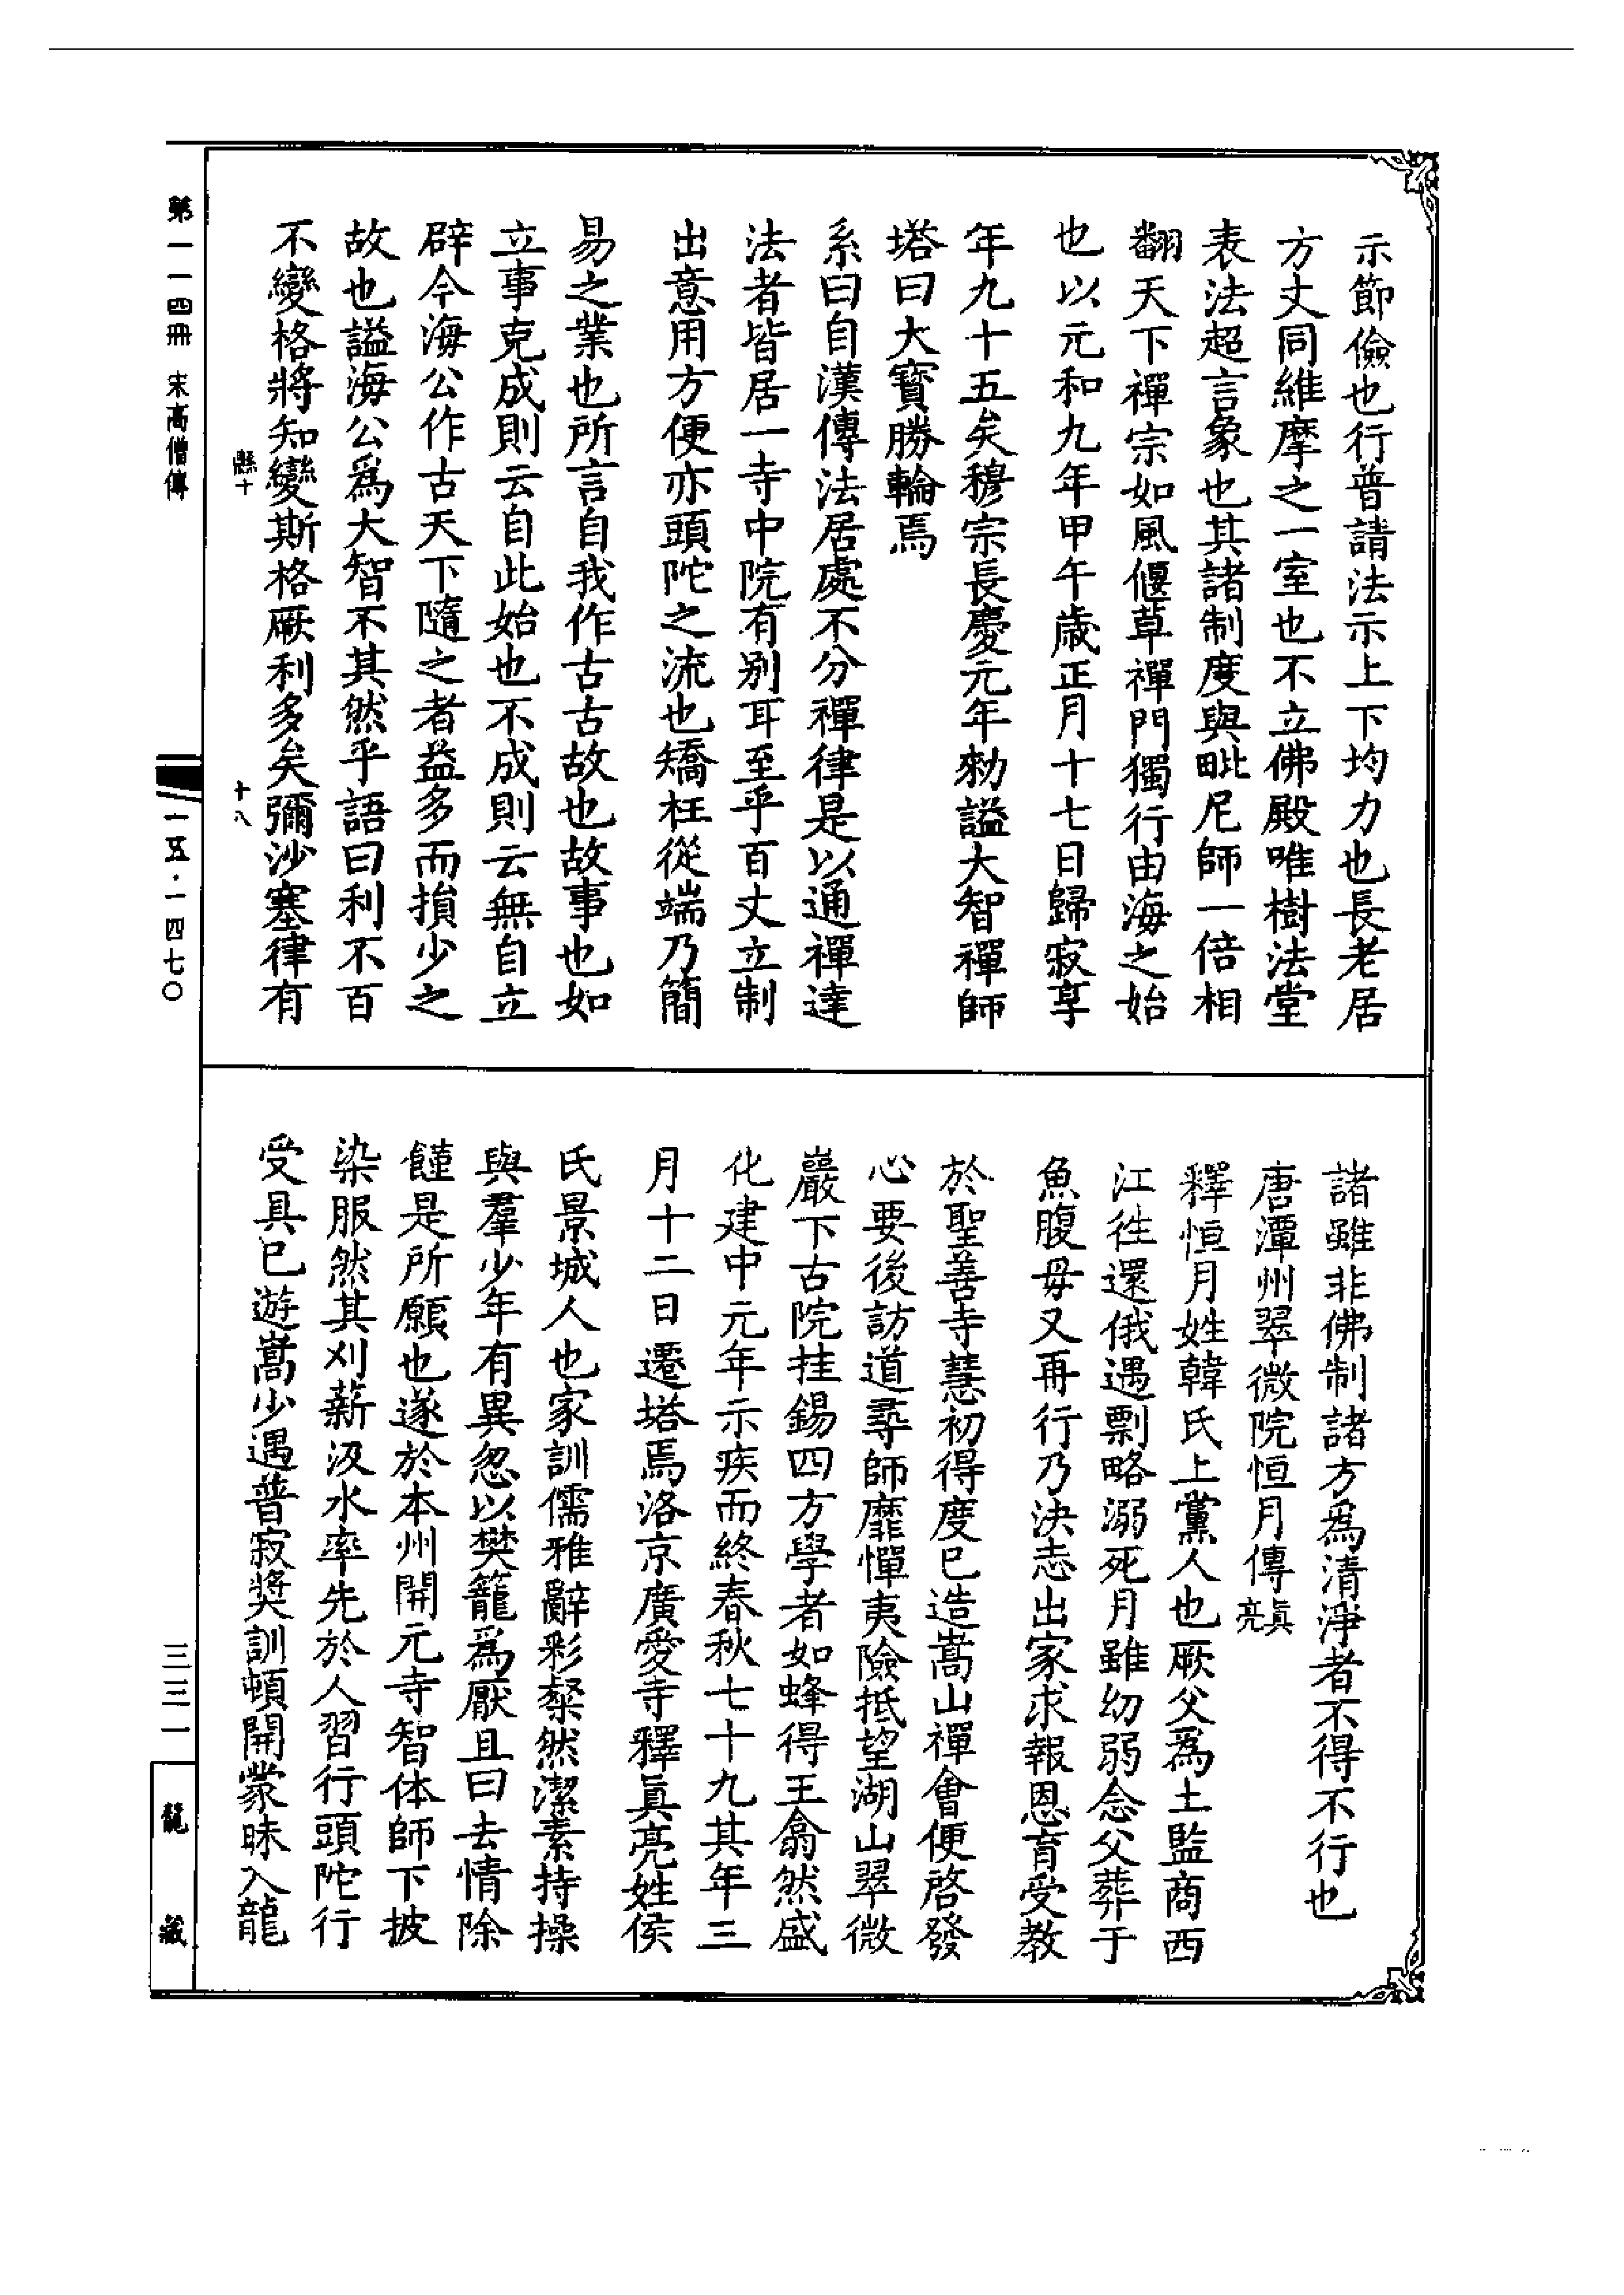 示節儉也行普請法示上下均力也長老居
方丈同維摩之一室也不立佛殿唯樹法堂
表法超言象也其諸制度與毗尼師一倍相
翻天下禪宗如風偃草禪門獨行由海之始
也以元和九年甲午歲正月十七日歸寂享
年九十五矣穆宗長慶元年勑謚大智禪師
塔曰大寶勝輪焉
系曰自漢傳法居處不分禪律是以通禪達
法者皆居一寺中院有别耳至乎百丈立制
出意用方便亦頭陀之流也矯枉從端乃簡
易之業也所言自我作古古故也故事也如
立事克成則云自此始也不成則云無自立
辟今海公作古天下隨之者益多而損少之
故也謚海公爲大智不其然乎語曰利不百
不變格將知變斯格厥利多矣彌沙塞律有
縣十
十八
諸雖非佛制諸方爲清淨者不得不行也
唐潭州翠微院恒月傳眞亮
釋恒月姓韓氏上黨人也厥父爲土監商西
江徃還俄遇剽略溺死月雖幼弱念父葬于
魚腹毋又再行乃決志出家求報恩育受教
於聖善寺慧初得度已造嵩山禪會便啓發
心要後訪道尋師靡憚夷險抵望湖山翠微
巖下古院挂錫四方學者如蜂得王翕然盛
化建中元年示疾而終春秋七十九其年三
月十二日遷塔焉洛京廣愛寺釋眞亮姓侯
氏景城人也家訓儒雅辭彩粲然潔素持操
與羣少年有異忽以樊籠爲厭且曰去情除
饉是所願也遂於本州開元寺智体師下披
染服然其刈薪汲水率先於人習行頭陀行
受具已遊嵩少遇普寂奬訓頓開蒙昧入龍
第一一四冊 宋高僧傳
一五·一四七〇
三三一
龍藏